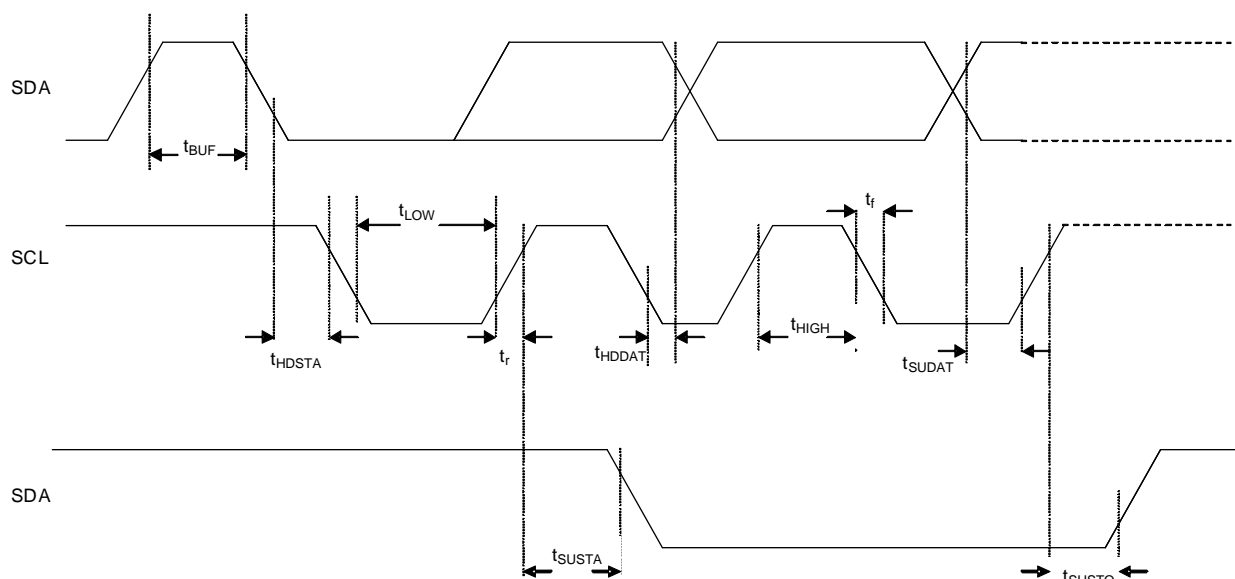 SDA
tBUF
tLOW
tf
SCL
tHDSTA
tr
tHDDAT
tHIGH
tSUDAT
SDA
tSUSTA
tSUSTO